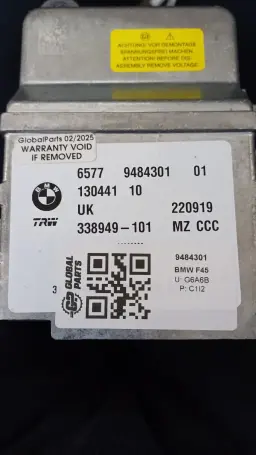 ACHTUNG: VOR DEMONTAGE
SPANNUNGSFREI MACHEN.
ATTENTION! BEFORE DIS-
ASSEMBLY REMOVE VOLTAGE!
GlobalParts 02/2025
WARRANTY VOID
IF REMOVED
6577 9484301 01
130441 10
UK 220919
338949-101 MZ CCC
BMW
TRW
GP GLOBAL
PARTS
3
9484301
BMW F45
U: G6A6B
P: C1I2